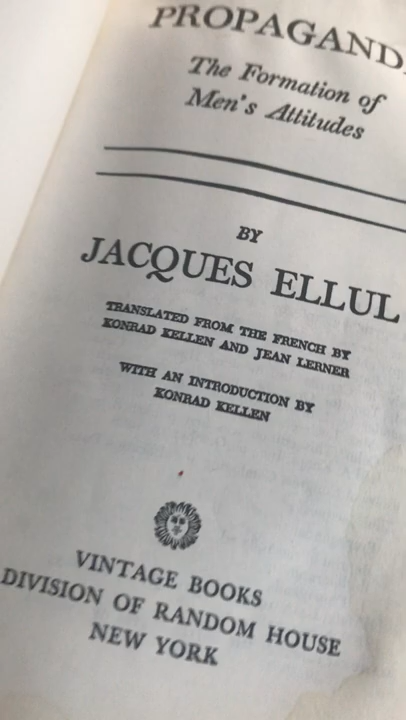 PROPAGANDA
The Formation of
Men's Attitudes
BY
JACQUES ELLUL
TRANSLATED FROM THE FRENCH BY
KONRAD KELLEN AND JEAN LERNER
WITH AN INTRODUCTION BY
KONRAD KELLEN
VINTAGE BOOKS
DIVISION OF RANDOM HOUSE
NEW YORK